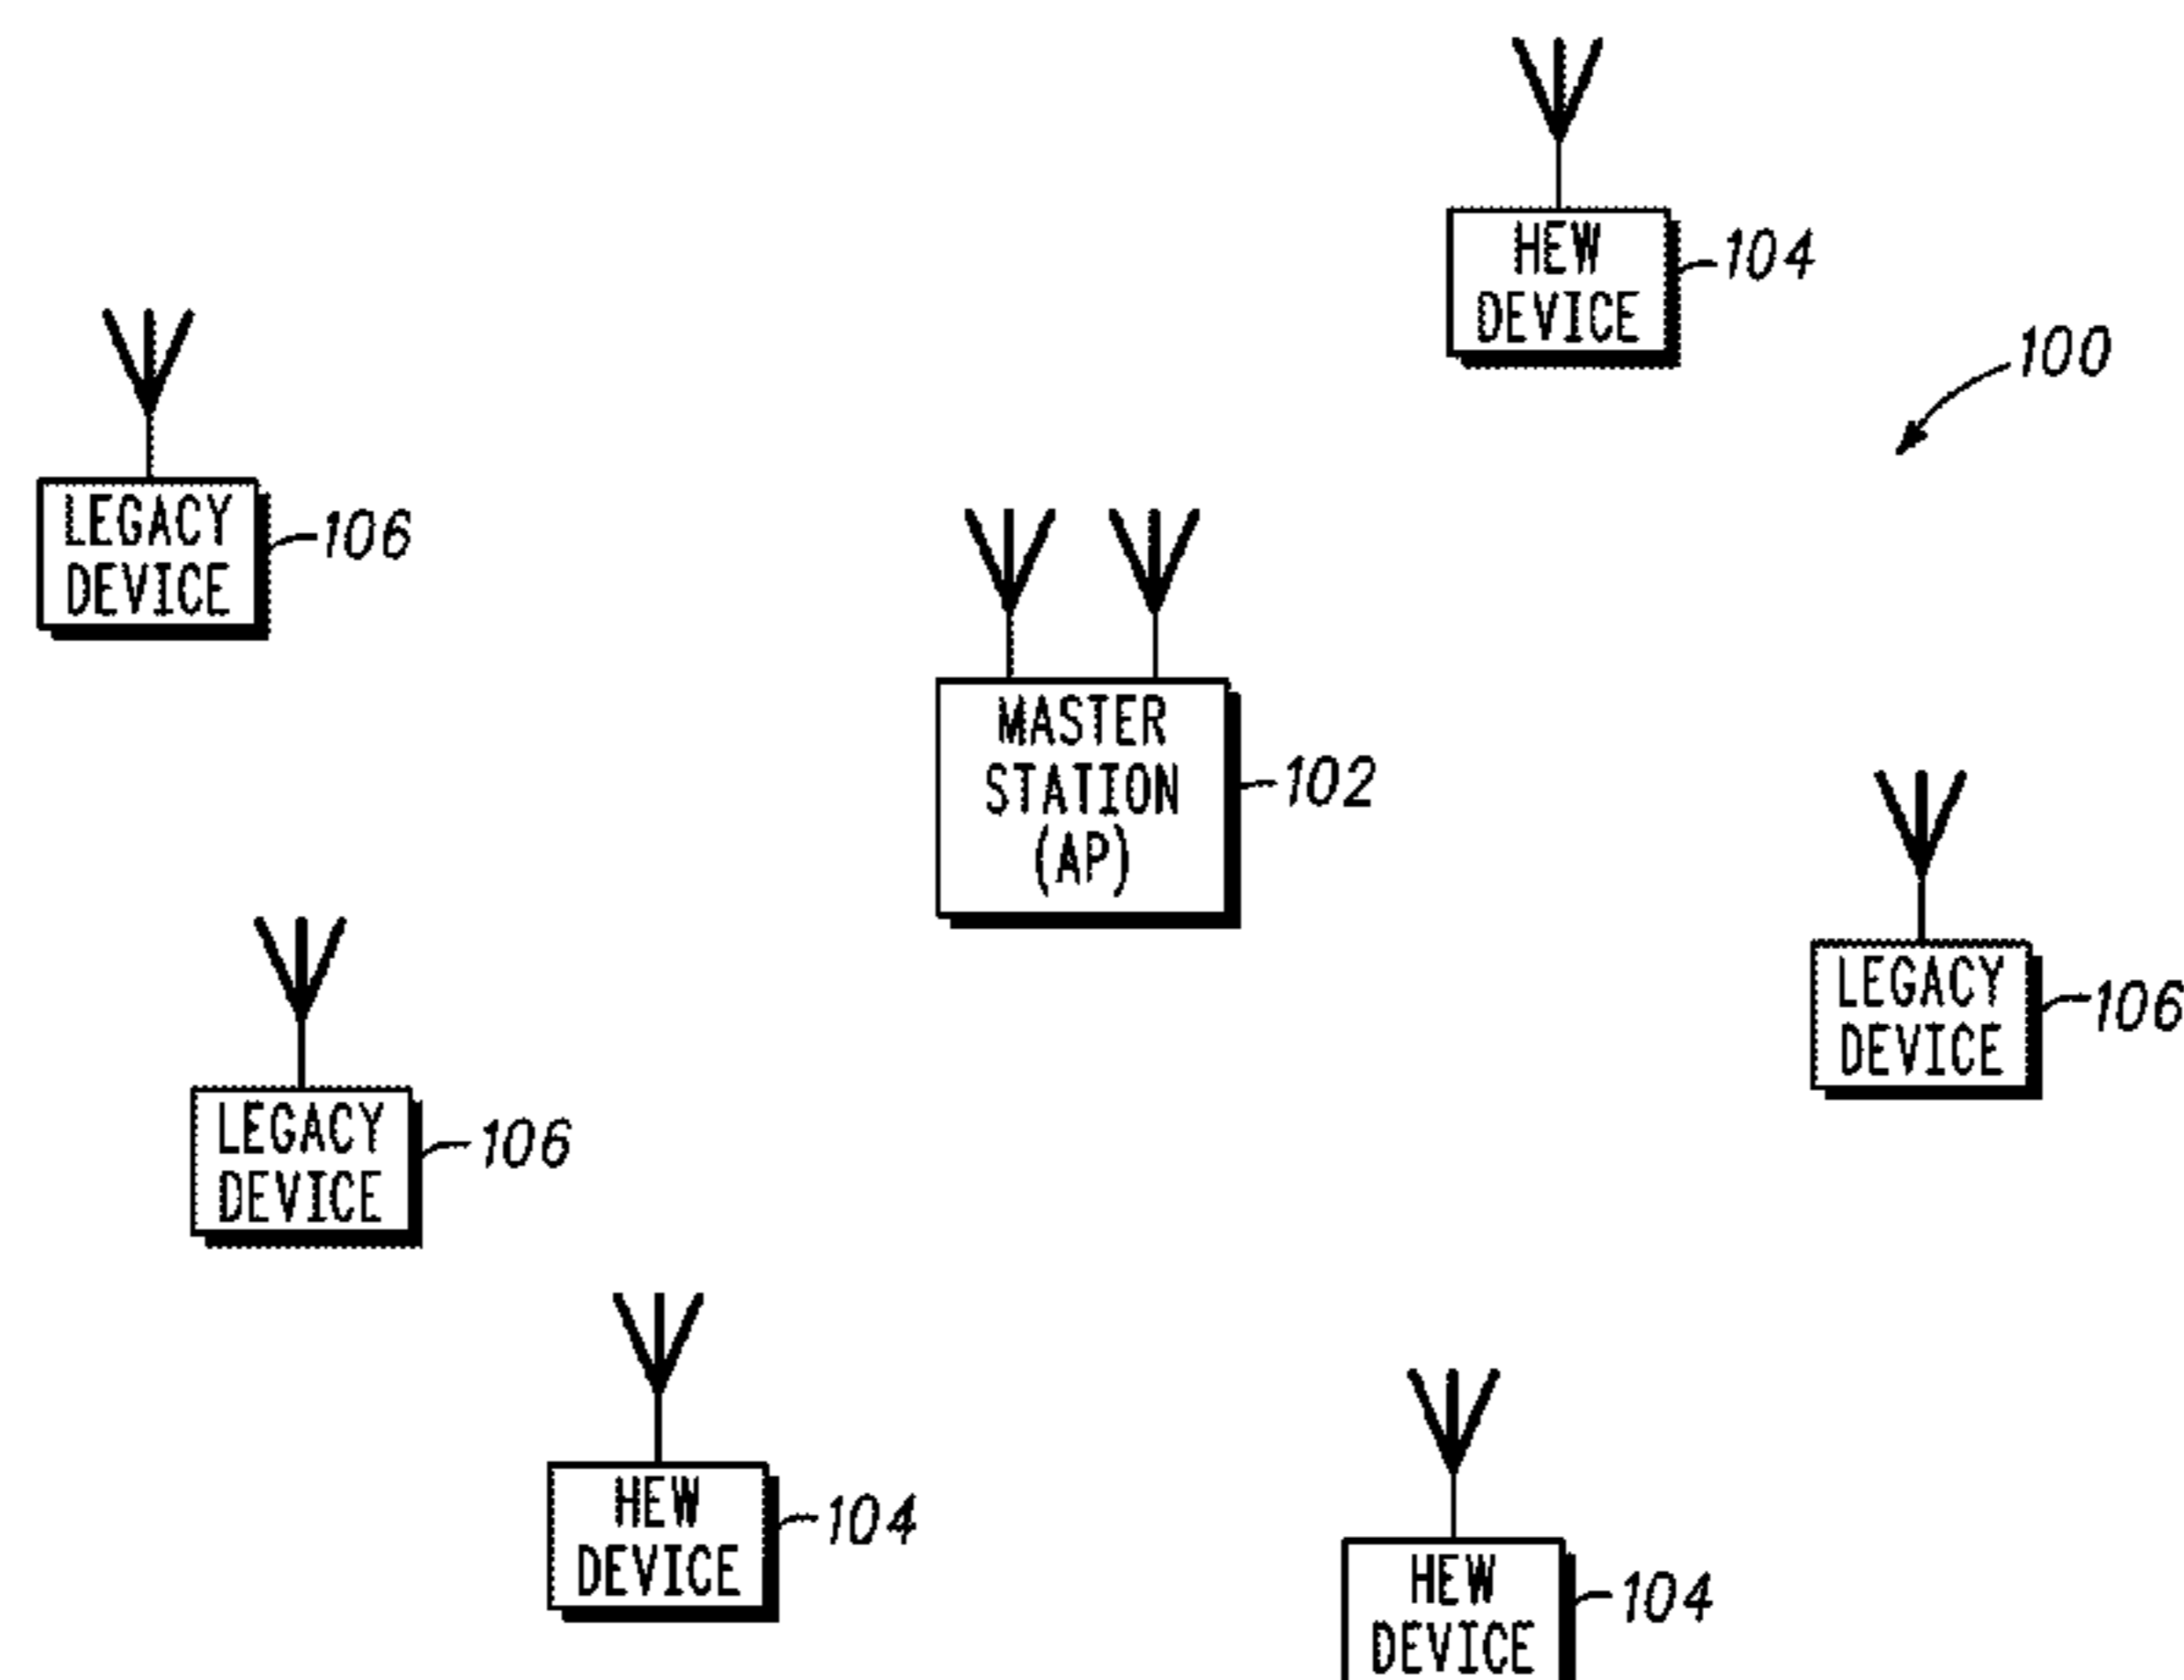 HEW
DEVICE
104
100
LEGACY
DEVICE
106
MASTER
STATION
(AP)
102
LEGACY
DEVICE
106
LEGACY
DEVICE
106
HEW
DEVICE
104
HEW
DEVICE
104